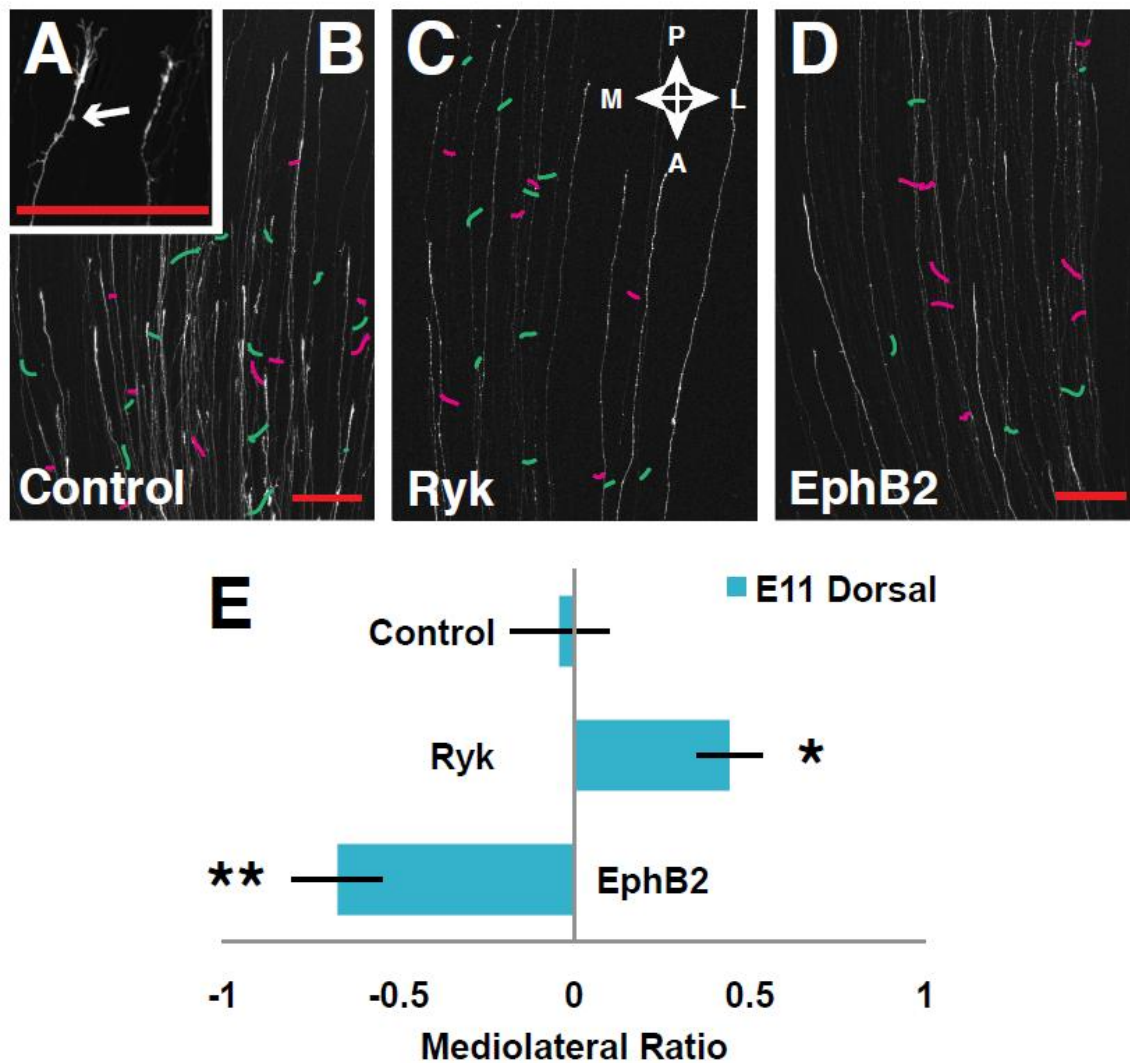 A
B
C
D
P
M
L
A
Control
Ryk
EphB2
E
E11 Dorsal
Control
Ryk
*
**
EphB2
-1
-0.5
0
0.5
1
Mediolateral Ratio